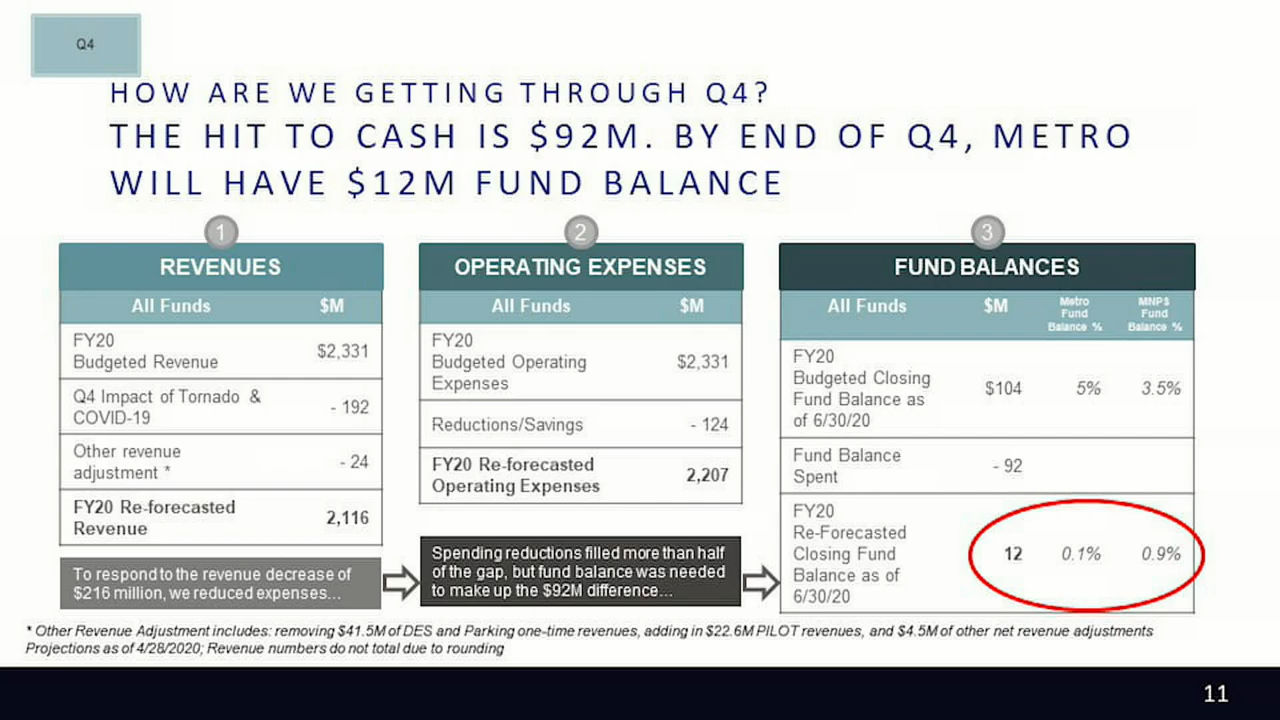 Q4
HOW ARE WE GETTING THROUGH Q4?
THE HIT TO CASH IS $92M. BY END OF Q4, METRO
WILL HAVE $12M FUND BALANCE
1
REVENUES
All Funds $M
FY20
Budgeted Revenue $2,331
Q4 Impact of Tornado &
COVID-19 - 192
Other revenue
adjustment * - 24
FY20 Re-forecasted
Revenue 2,116
To respond to the revenue decrease of
$216 million, we reduced expenses...
2
OPERATING EXPENSES
All Funds $M
FY20
Budgeted Operating
Expenses $2,331
Reductions/Savings - 124
FY20 Re-forecasted
Operating Expenses 2,207
Spending reductions filled more than half
of the gap, but fund balance was needed
to make up the $92M difference...
3
FUND BALANCES
All Funds $M Metro Fund Balance % MNPS Fund Balance %
FY20
Budgeted Closing
Fund Balance as $104 5% 3.5%
of 6/30/20
Fund Balance
Spent - 92
FY20
Re-Forecasted
Closing Fund 12 0.1% 0.9%
Balance as of
6/30/20
* Other Revenue Adjustment includes: removing $41.5M of DES and Parking one-time revenues, adding in $22.6M PILOT revenues, and $4.5M of other net revenue adjustments
Projections as of 4/28/2020; Revenue numbers do not total due to rounding
11